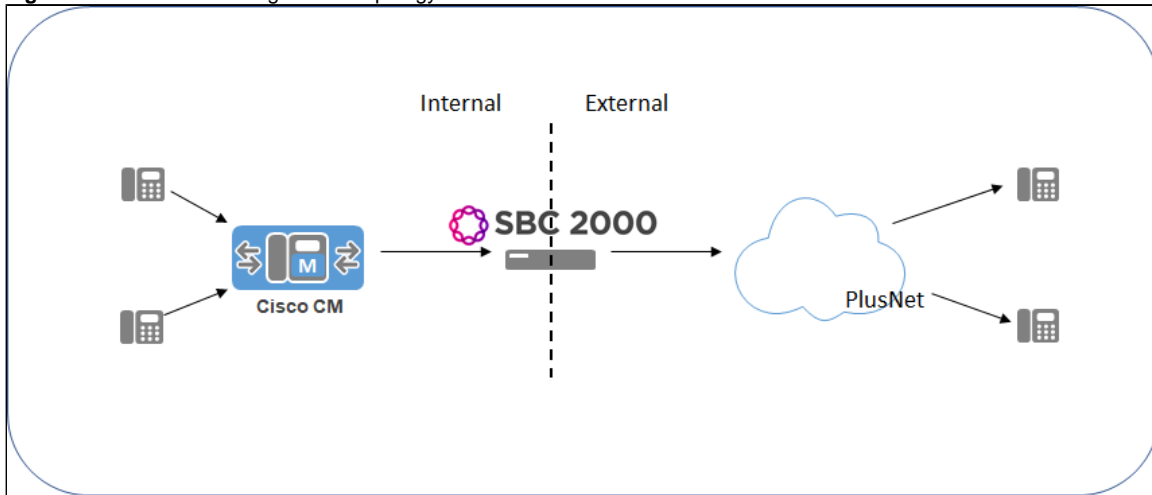 Internal External
SBC 2000
M
Cisco CM
PlusNet